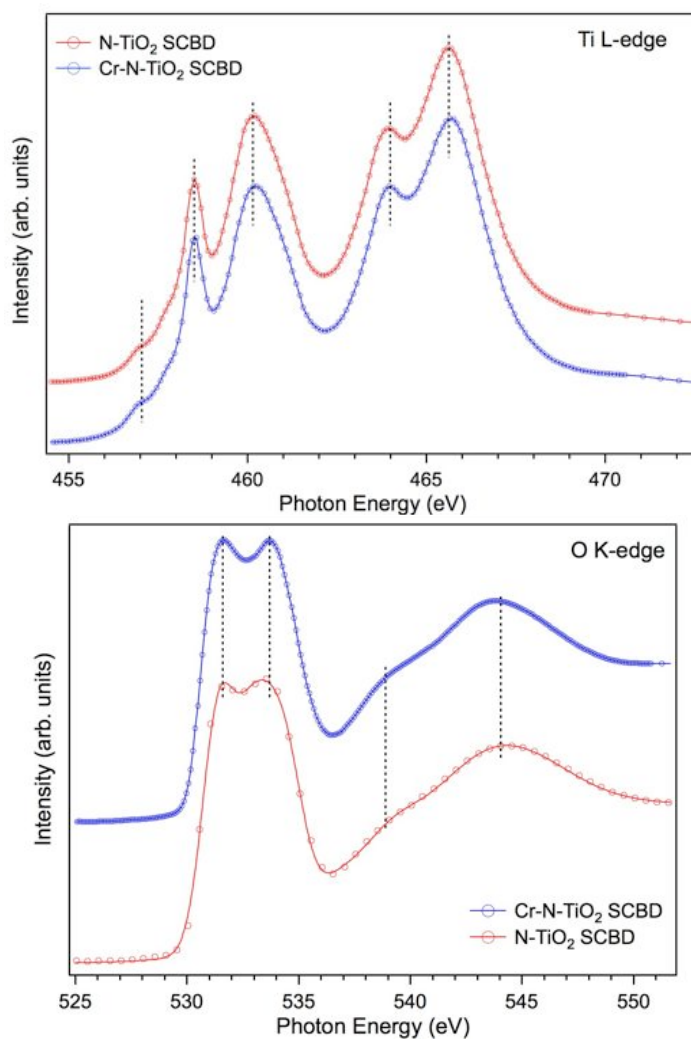 N-TiO₂ SCBD
Cr-N-TiO₂ SCBD
Ti L-edge
Intensity (arb. units)
455 460 465 470
Photon Energy (eV)
O K-edge
Intensity (arb. units)
Cr-N-TiO₂ SCBD
N-TiO₂ SCBD
525 530 535 540 545 550
Photon Energy (eV)